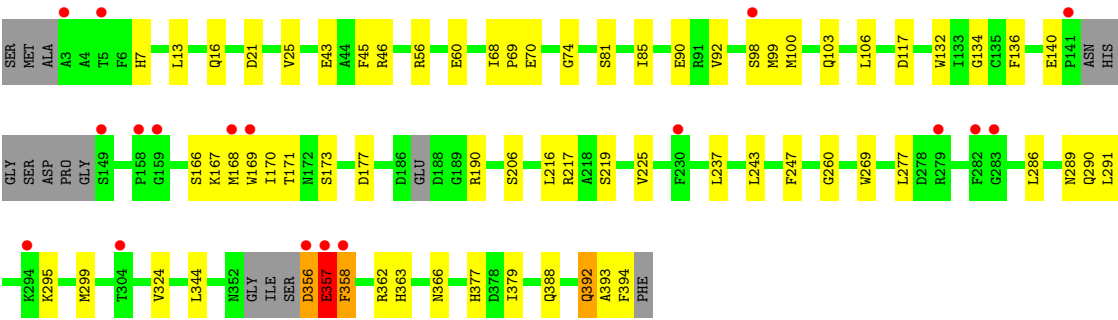 SER MET ALA A3 A4 T5 F6 H7 L13 Q16 D21 V25 E43 A44 F45 R46 R56 E60 I68 P69 E70 G74 S81 I85 E90 R91 V92 S98 M99 M100 Q103 L106 D117 W132 I133 G134 C135 F136 E140 P141 ASN HIS
GLY SER ASP PRO GLY S149 P158 G159 S166 K167 M168 W169 I170 T171 N172 S173 D177 D186 GLU D188 G189 R190 S206 L216 R217 A218 S219 V225 F230 L237 L243 F247 G260 W269 L277 D278 R279 F282 G283 L286 N289 Q290 L291
K294 K295 M299 T304 V324 L344 N352 GLY ILE SER D356 E357 F358 R362 H363 N366 H377 D378 I379 Q388 Q392 A393 F394 PHE